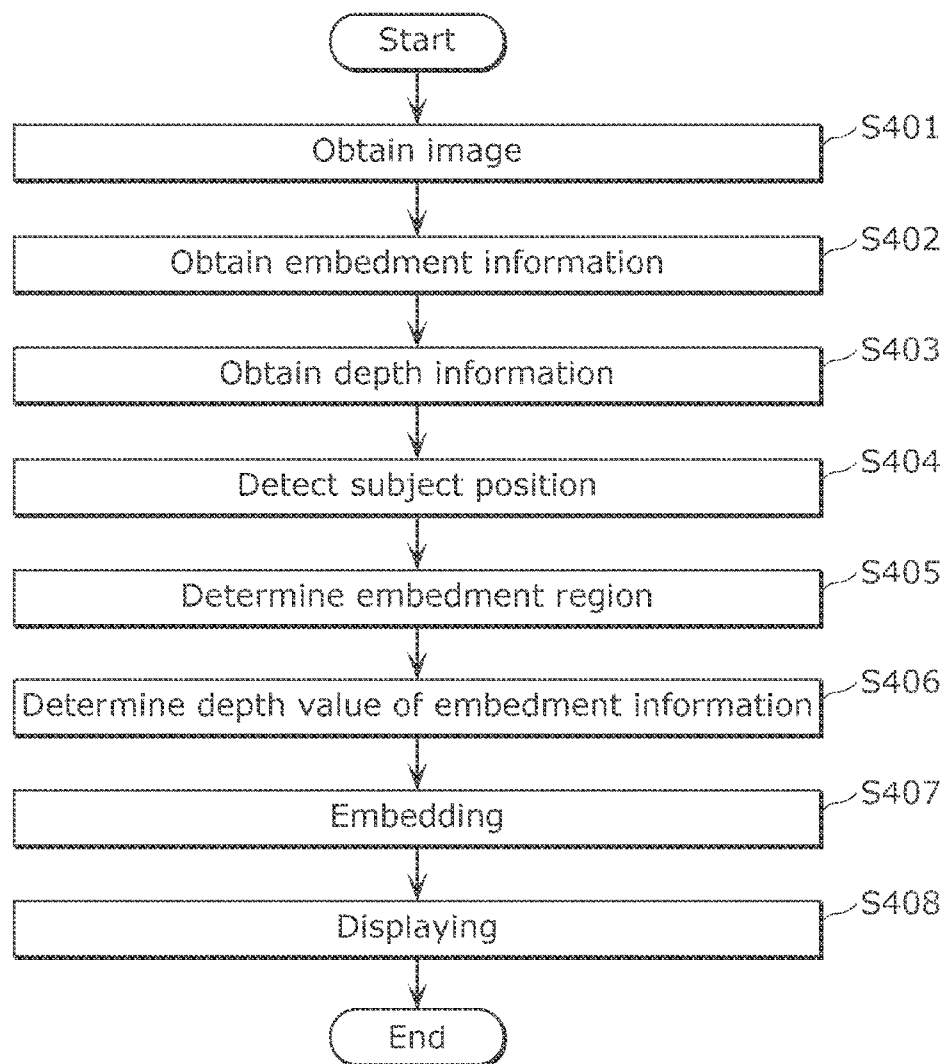 Start
S401
Obtain image
S402
Obtain embedment information
S403
Obtain depth information
S404
Detect subject position
S405
Determine embedment region
S406
Determine depth value of embedment information
S407
Embedding
S408
Displaying
End